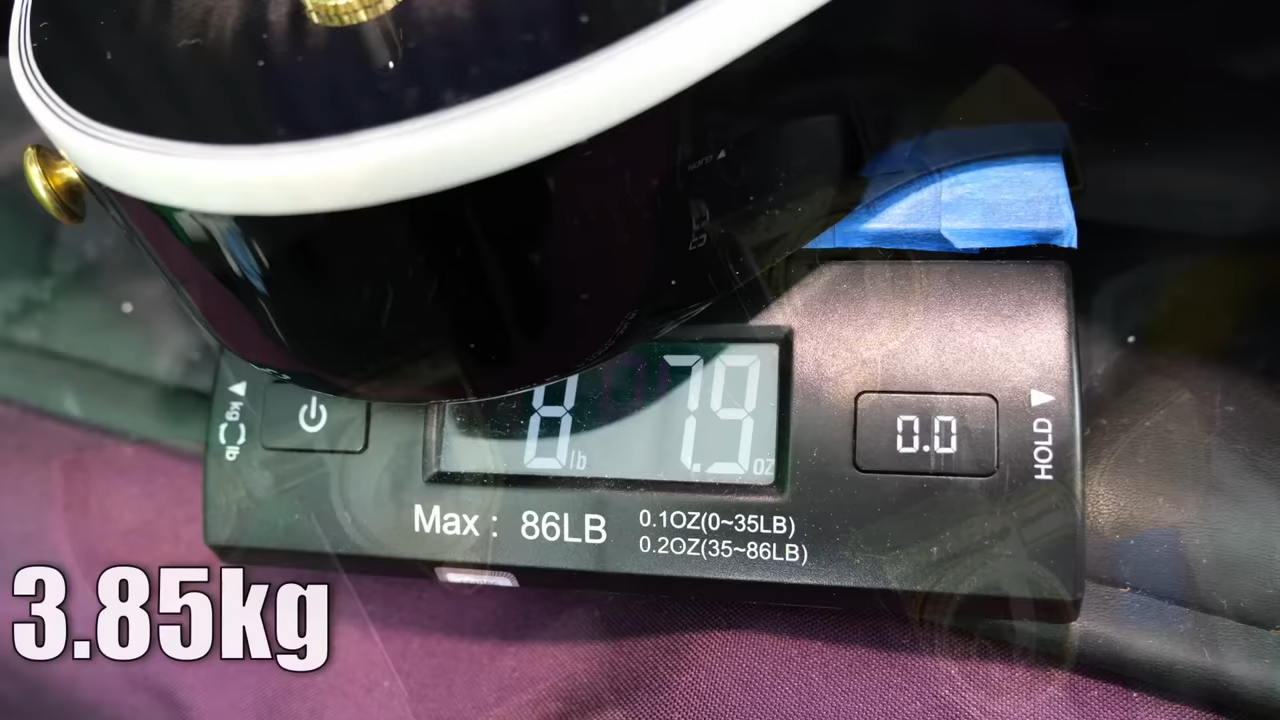 8 lb 7.9 oz
▼ kg lb
0.0
HOLD ▼
Max : 86LB
0.1OZ(0~35LB)
0.2OZ(35~86LB)
3.85kg